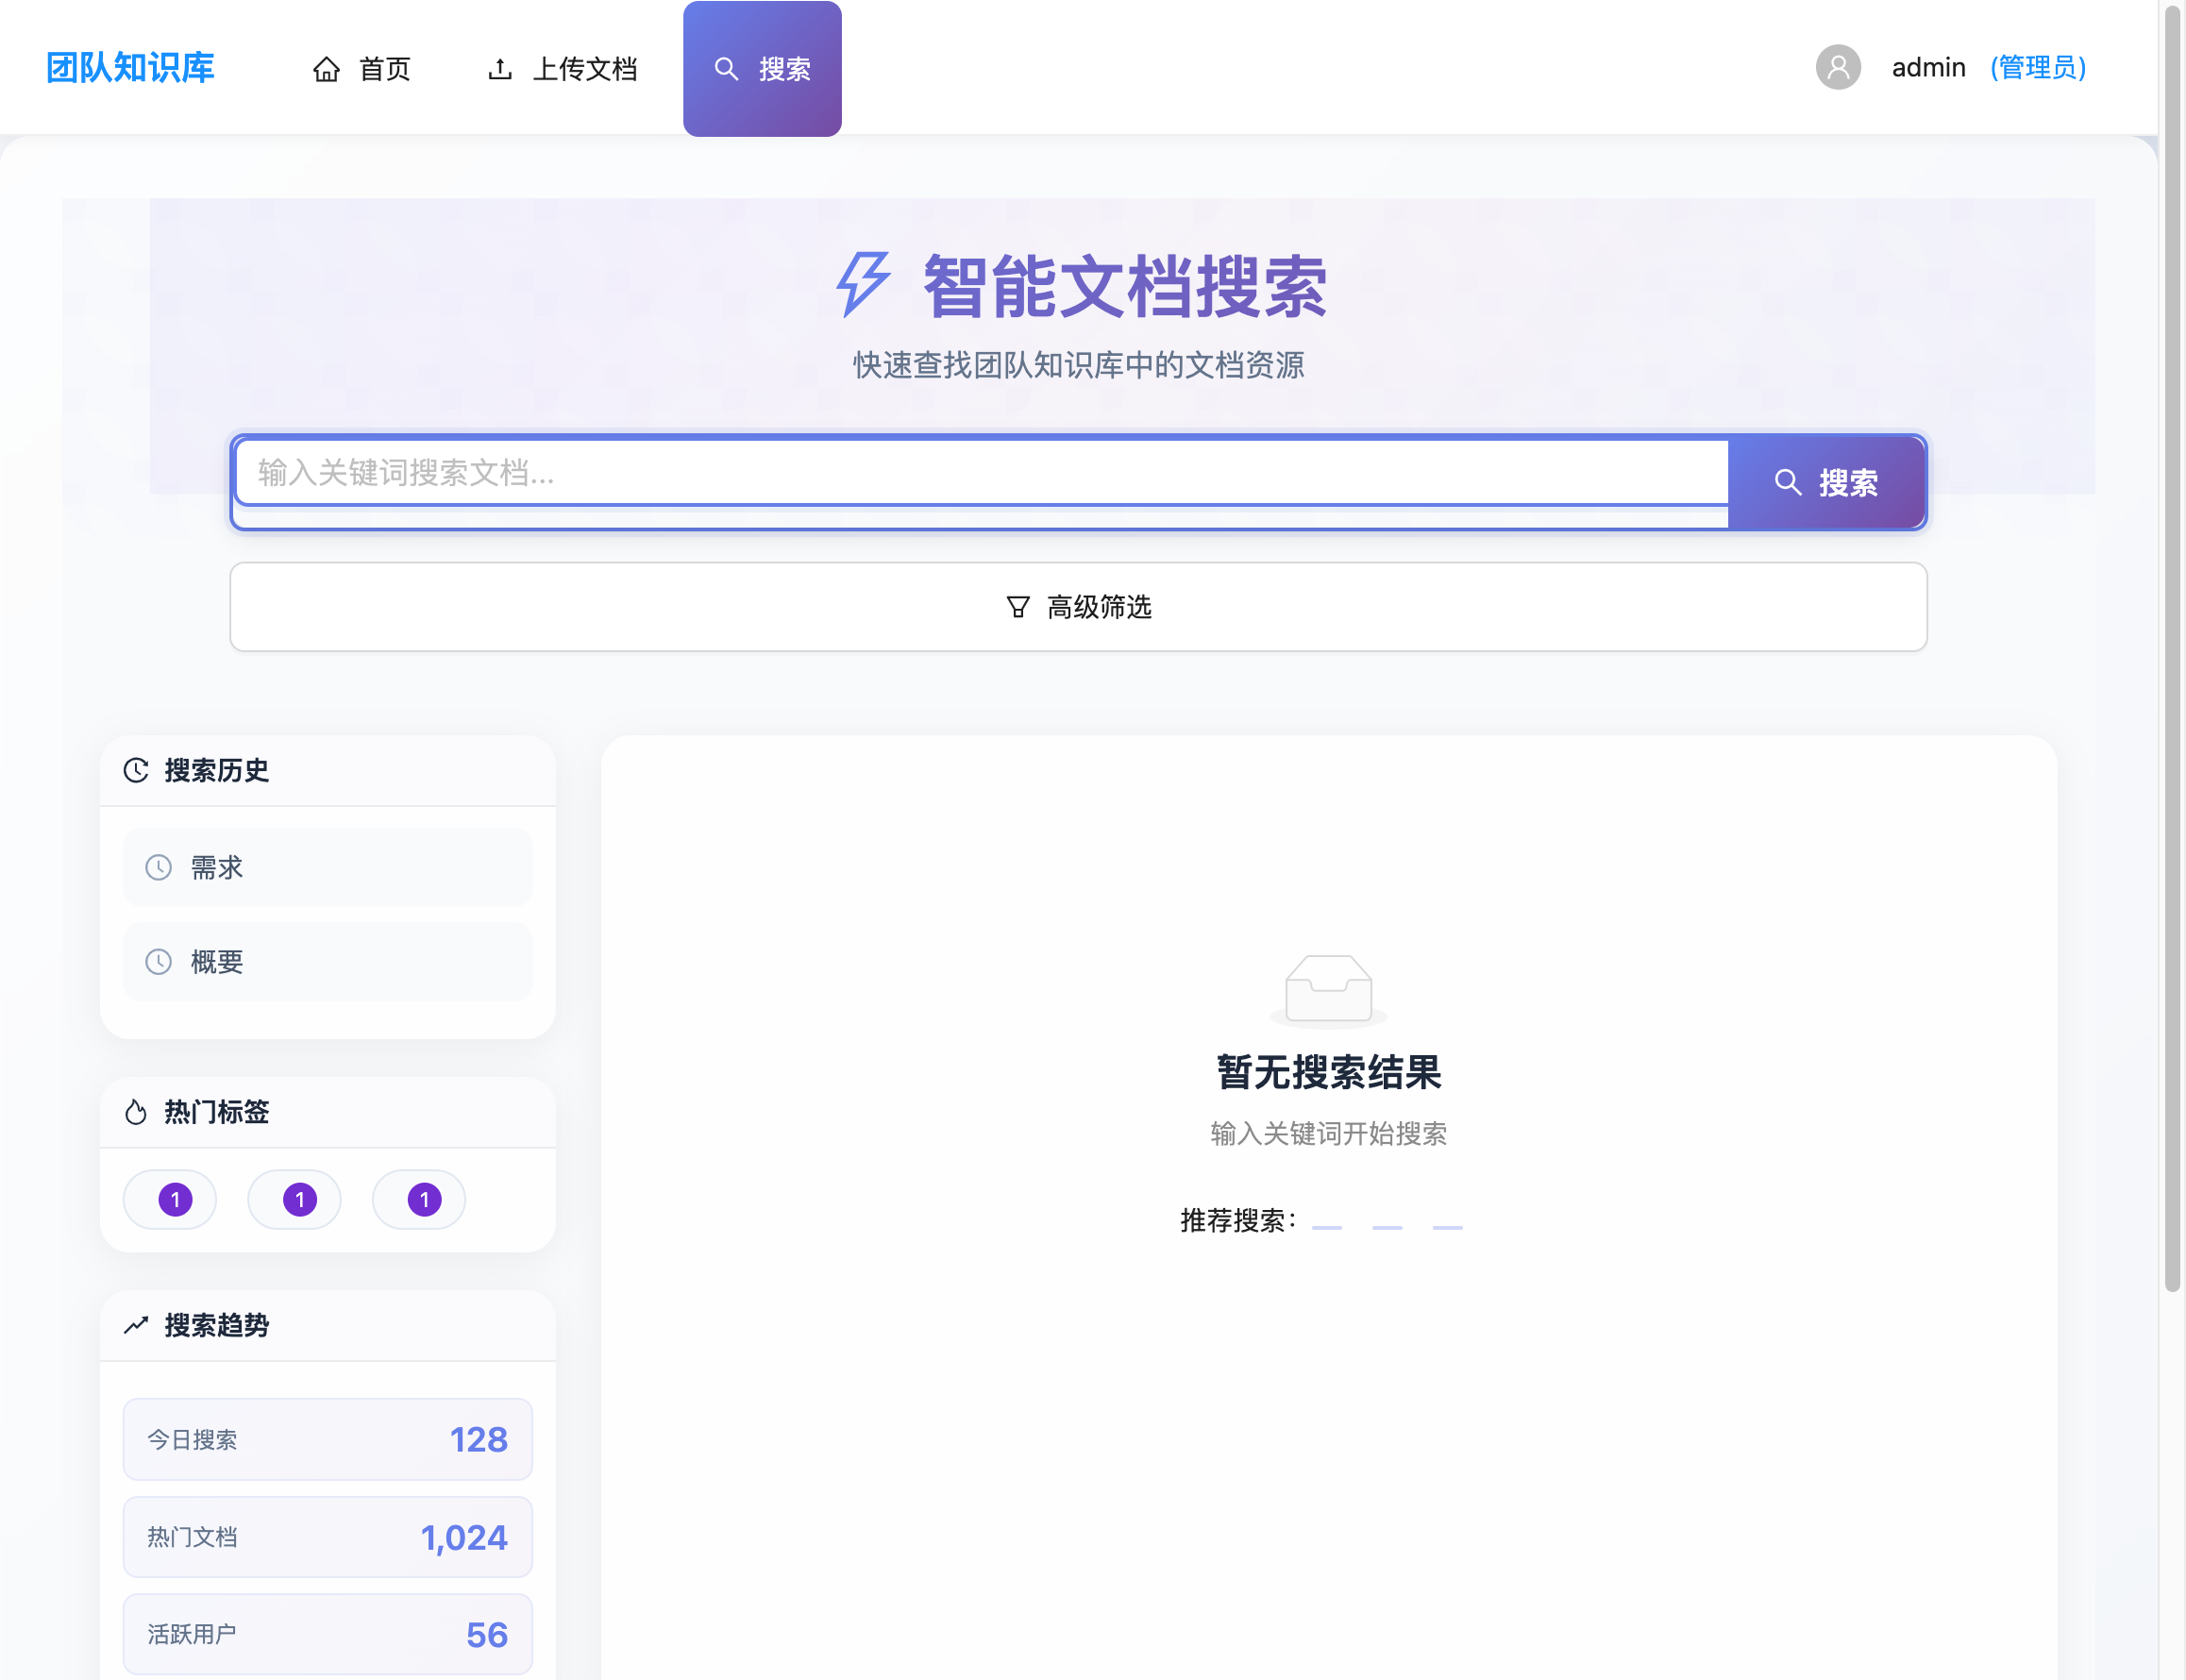 团队知识库
首页
上传文档
搜索
admin (管理员)
智能文档搜索
快速查找团队知识库中的文档资源
输入关键词搜索文档...
搜索
高级筛选
搜索历史
需求
概要
热门标签
1 1 1
搜索趋势
今日搜索 128
热门文档 1,024
活跃用户 56
暂无搜索结果
输入关键词开始搜索
推荐搜索：